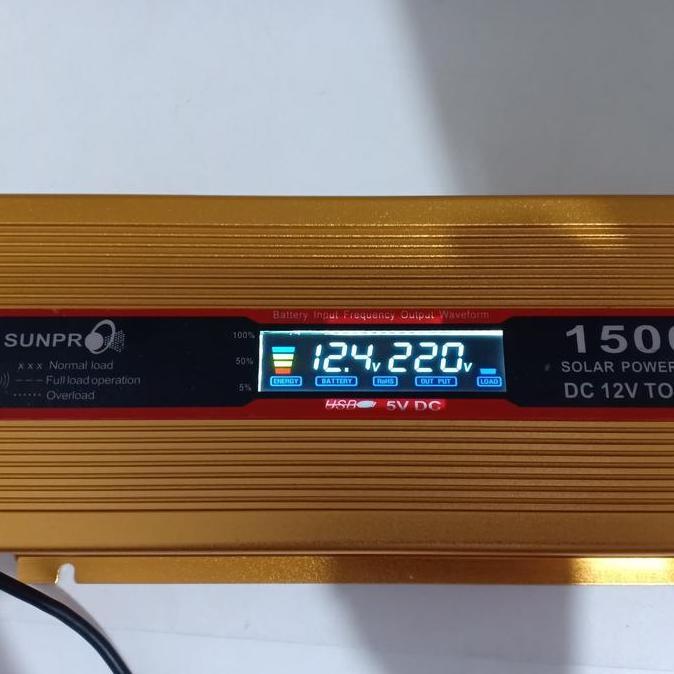 Battery Input Frequency Output Waveform
SUNPRO
100%
50%
5%
x x x Normal load
--- Full load operation
...... Overload
12.4V 220V
ENERGY BATTERY RoHS OUT PUT LOAD
USB 5V DC
1500
SOLAR POWER
DC 12V TO